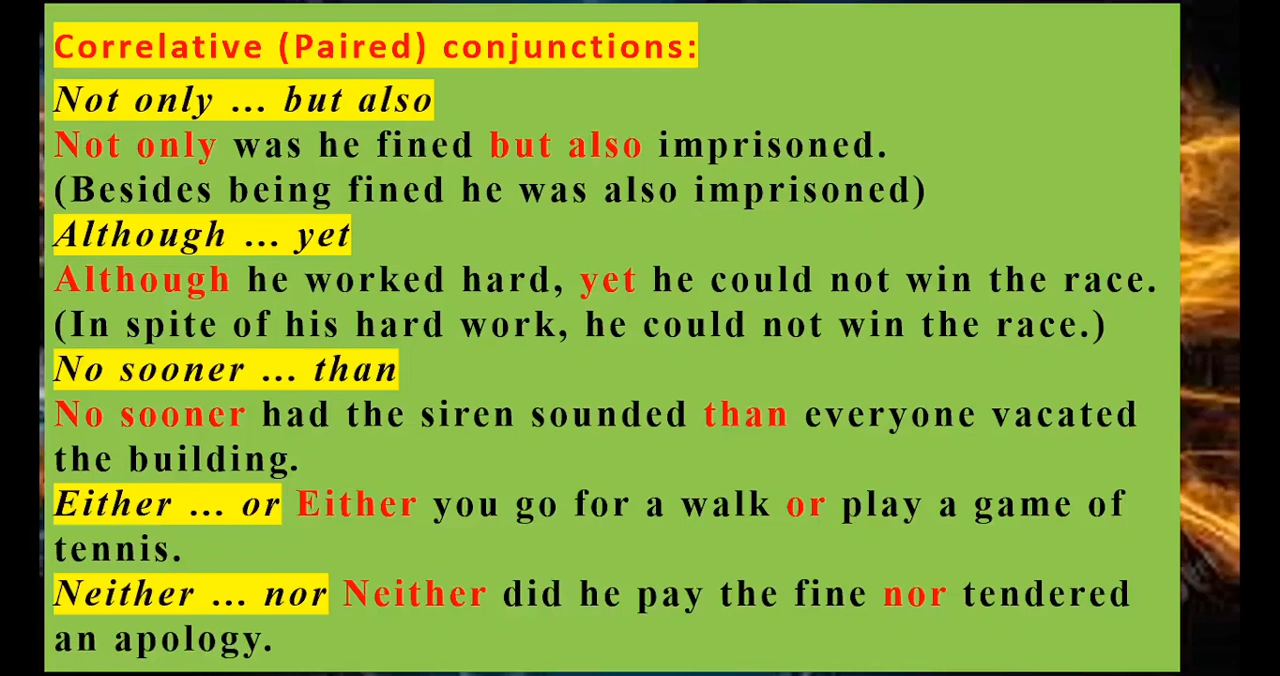 Correlative (Paired) conjunctions:
Not only ... but also
Not only was he fined but also imprisoned.
(Besides being fined he was also imprisoned)
Although ... yet
Although he worked hard, yet he could not win the race.
(In spite of his hard work, he could not win the race.)
No sooner ... than
No sooner had the siren sounded than everyone vacated
the building.
Either ... or Either you go for a walk or play a game of
tennis.
Neither ... nor Neither did he pay the fine nor tendered
an apology.